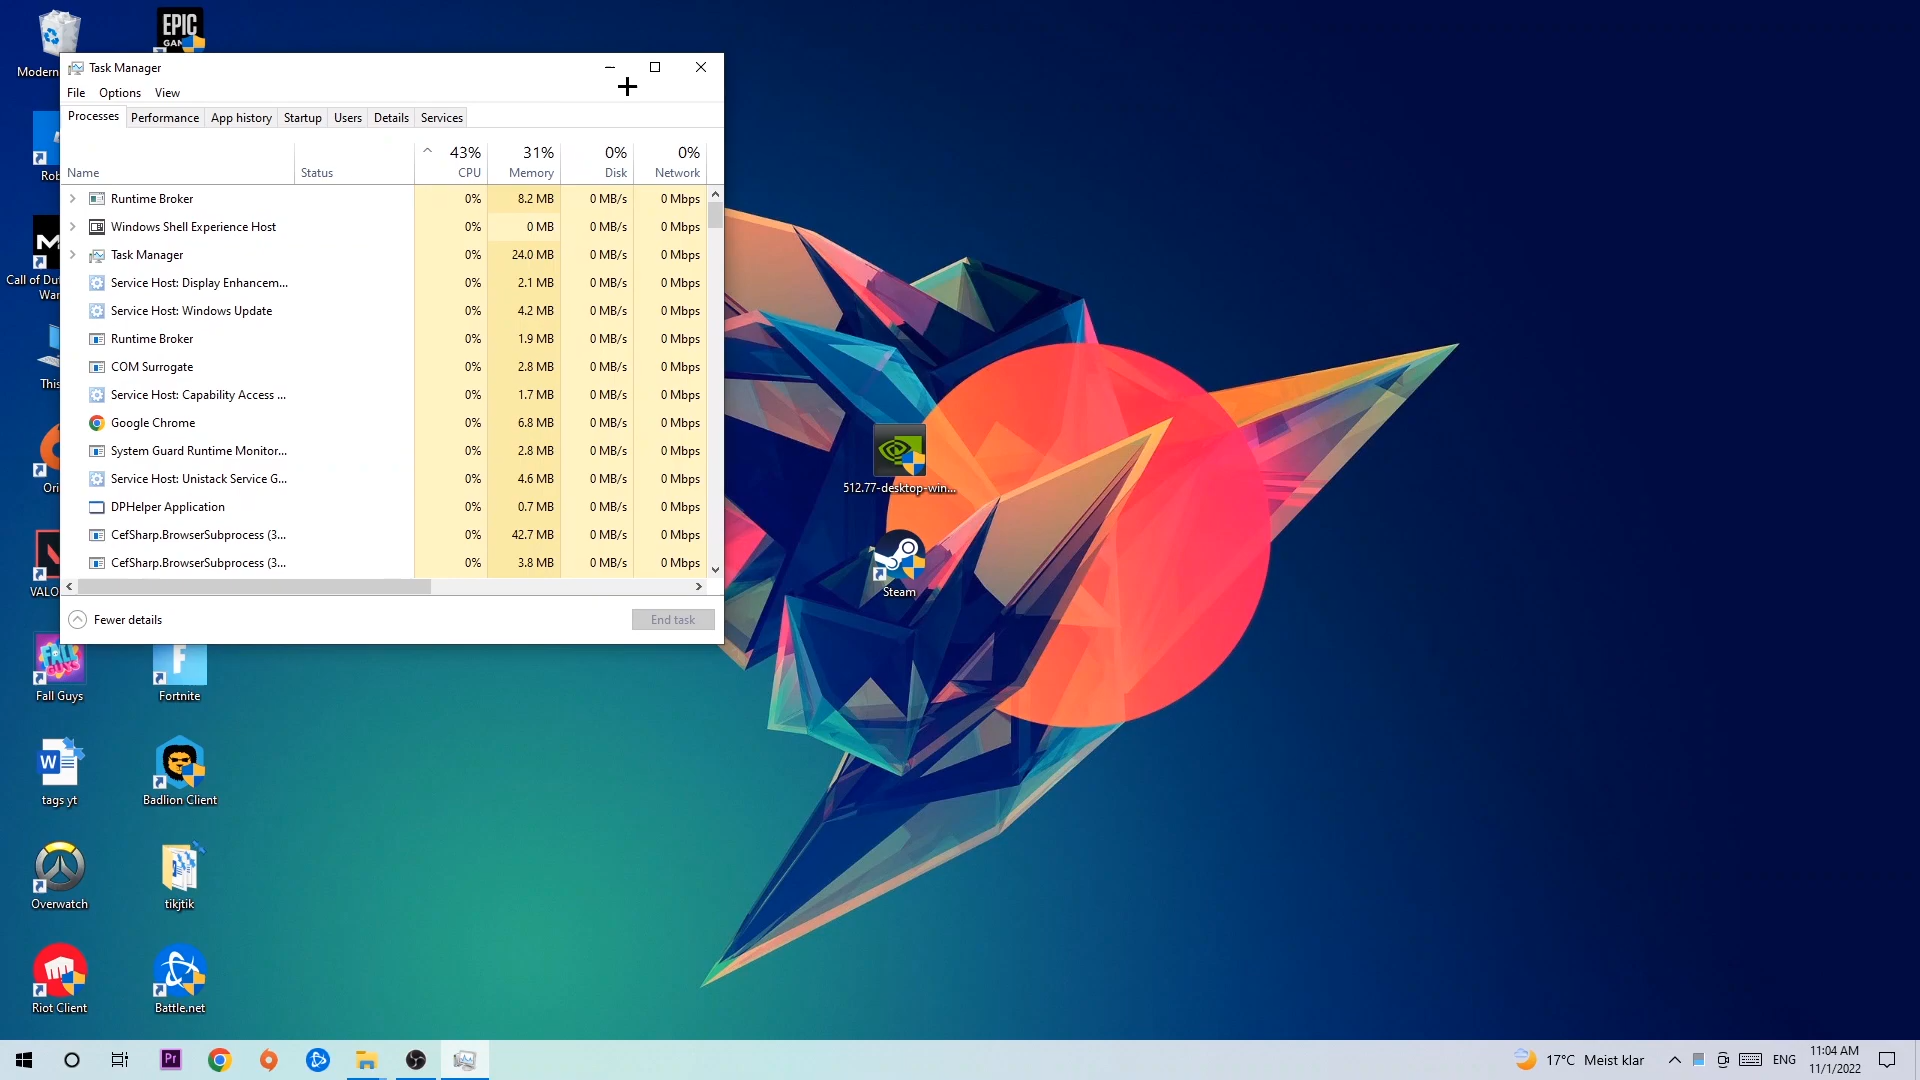 EPIC
GAM
Modern
Task Manager
File Options View
Processes Performance App history Startup Users Details Services
43% 31% 0% 0%
Name Status CPU Memory Disk Network
Runtime Broker 0% 8.2 MB 0 MB/s 0 Mbps
Windows Shell Experience Host 0% 0 MB 0 MB/s 0 Mbps
Task Manager 0% 24.0 MB 0 MB/s 0 Mbps
Service Host: Display Enhancem... 0% 2.1 MB 0 MB/s 0 Mbps
Service Host: Windows Update 0% 4.2 MB 0 MB/s 0 Mbps
Runtime Broker 0% 1.9 MB 0 MB/s 0 Mbps
COM Surrogate 0% 2.8 MB 0 MB/s 0 Mbps
Service Host: Capability Access ... 0% 1.7 MB 0 MB/s 0 Mbps
Google Chrome 0% 6.8 MB 0 MB/s 0 Mbps
System Guard Runtime Monitor... 0% 2.8 MB 0 MB/s 0 Mbps
Service Host: Unistack Service G... 0% 4.6 MB 0 MB/s 0 Mbps
DPHelper Application 0% 0.7 MB 0 MB/s 0 Mbps
CefSharp.BrowserSubprocess (3... 0% 42.7 MB 0 MB/s 0 Mbps
CefSharp.BrowserSubprocess (3... 0% 3.8 MB 0 MB/s 0 Mbps
Fewer details End task
Rob
M
Call of Du
War
This
Ori
VALO
512.77-desktop-win...
Steam
FALL
GUYS
Fall Guys
F
Fortnite
W
tags yt
Badlion Client
Overwatch
tikjtik
Riot Client
Battle.net
Pr
17°C Meist klar
ENG
11:04 AM
11/1/2022